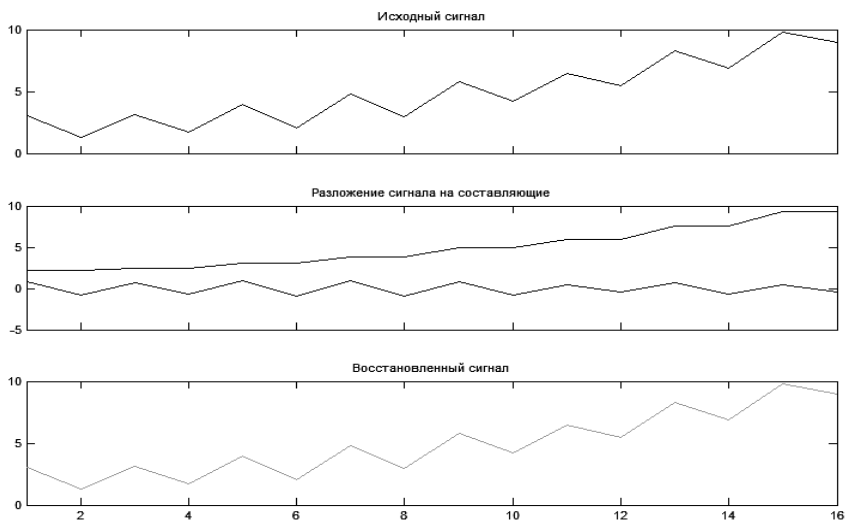 Исходный сигнал
10
5
0
Разложение сигнала на составляющие
10
5
0
-5
Восстановленный сигнал
10
5
0
2 4 6 8 10 12 14 16